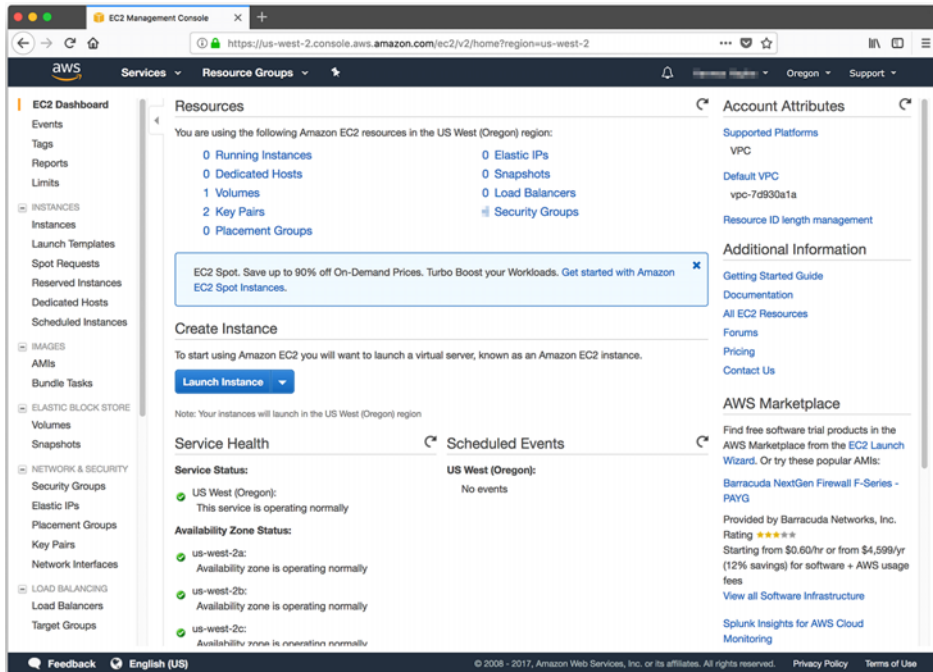 EC2 Management Console
https://us-west-2.console.aws.amazon.com/ec2/v2/home?region=us-west-2
aws
Services
Resource Groups
Oregon
Support
EC2 Dashboard
Events
Tags
Reports
Limits
INSTANCES
Instances
Launch Templates
Spot Requests
Reserved Instances
Dedicated Hosts
Scheduled Instances
IMAGES
AMIs
Bundle Tasks
ELASTIC BLOCK STORE
Volumes
Snapshots
NETWORK & SECURITY
Security Groups
Elastic IPs
Placement Groups
Key Pairs
Network Interfaces
LOAD BALANCING
Load Balancers
Target Groups
Resources
You are using the following Amazon EC2 resources in the US West (Oregon) region:
0 Running Instances
0 Dedicated Hosts
1 Volumes
2 Key Pairs
0 Placement Groups
0 Elastic IPs
0 Snapshots
0 Load Balancers
Security Groups
EC2 Spot. Save up to 90% off On-Demand Prices. Turbo Boost your Workloads. Get started with Amazon
EC2 Spot Instances.
Create Instance
To start using Amazon EC2 you will want to launch a virtual server, known as an Amazon EC2 instance.
Launch Instance
Note: Your instances will launch in the US West (Oregon) region
Service Health
Service Status:
US West (Oregon):
This service is operating normally
Availability Zone Status:
us-west-2a:
Availability zone is operating normally
us-west-2b:
Availability zone is operating normally
us-west-2c:
Availability zone is operating normally
Scheduled Events
US West (Oregon):
No events
Account Attributes
Supported Platforms
VPC
Default VPC
vpc-7d930a1a
Resource ID length management
Additional Information
Getting Started Guide
Documentation
All EC2 Resources
Forums
Pricing
Contact Us
AWS Marketplace
Find free software trial products in the
AWS Marketplace from the EC2 Launch
Wizard. Or try these popular AMIs:
Barracuda NextGen Firewall F-Series -
PAYG
Provided by Barracuda Networks, Inc.
Rating
Starting from $0.60/hr or from $4,599/yr
(12% savings) for software + AWS usage
fees
View all Software Infrastructure
Splunk Insights for AWS Cloud
Monitoring
Feedback
English (US)
© 2008 - 2017, Amazon Web Services, Inc. or its affiliates. All rights reserved.
Privacy Policy
Terms of Use